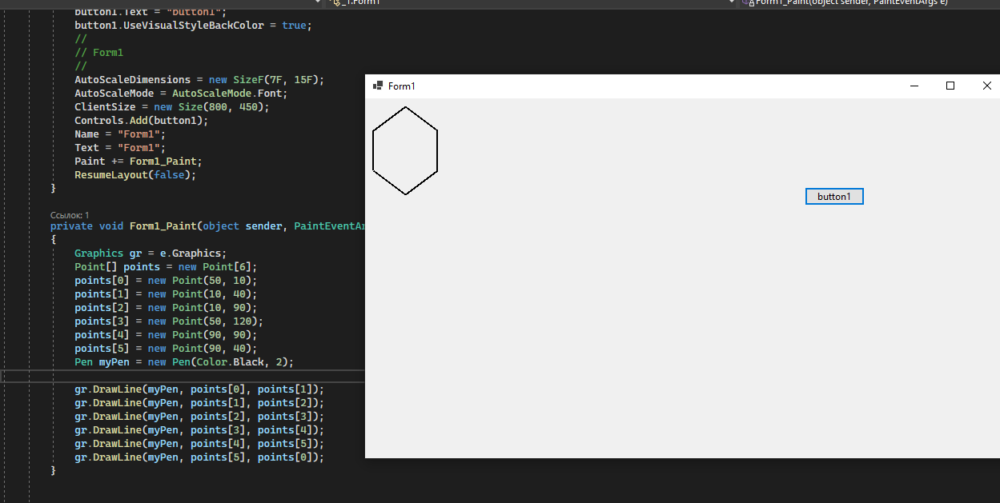 _1.Form1
Form1_Paint(object sender, PaintEventArgs e)
button1.Text = "button1";
button1.UseVisualStyleBackColor = true;
//
// Form1
//
AutoScaleDimensions = new SizeF(7F, 15F);
AutoScaleMode = AutoScaleMode.Font;
ClientSize = new Size(800, 450);
Controls.Add(button1);
Name = "Form1";
Text = "Form1";
Paint += Form1_Paint;
ResumeLayout(false);
}
Ссылок: 1
private void Form1_Paint(object sender, PaintEventAr
{
Graphics gr = e.Graphics;
Point[] points = new Point[6];
points[0] = new Point(50, 10);
points[1] = new Point(10, 40);
points[2] = new Point(10, 90);
points[3] = new Point(50, 120);
points[4] = new Point(90, 90);
points[5] = new Point(90, 40);
Pen myPen = new Pen(Color.Black, 2);
gr.DrawLine(myPen, points[0], points[1]);
gr.DrawLine(myPen, points[1], points[2]);
gr.DrawLine(myPen, points[2], points[3]);
gr.DrawLine(myPen, points[3], points[4]);
gr.DrawLine(myPen, points[4], points[5]);
gr.DrawLine(myPen, points[5], points[0]);
}
Form1
button1